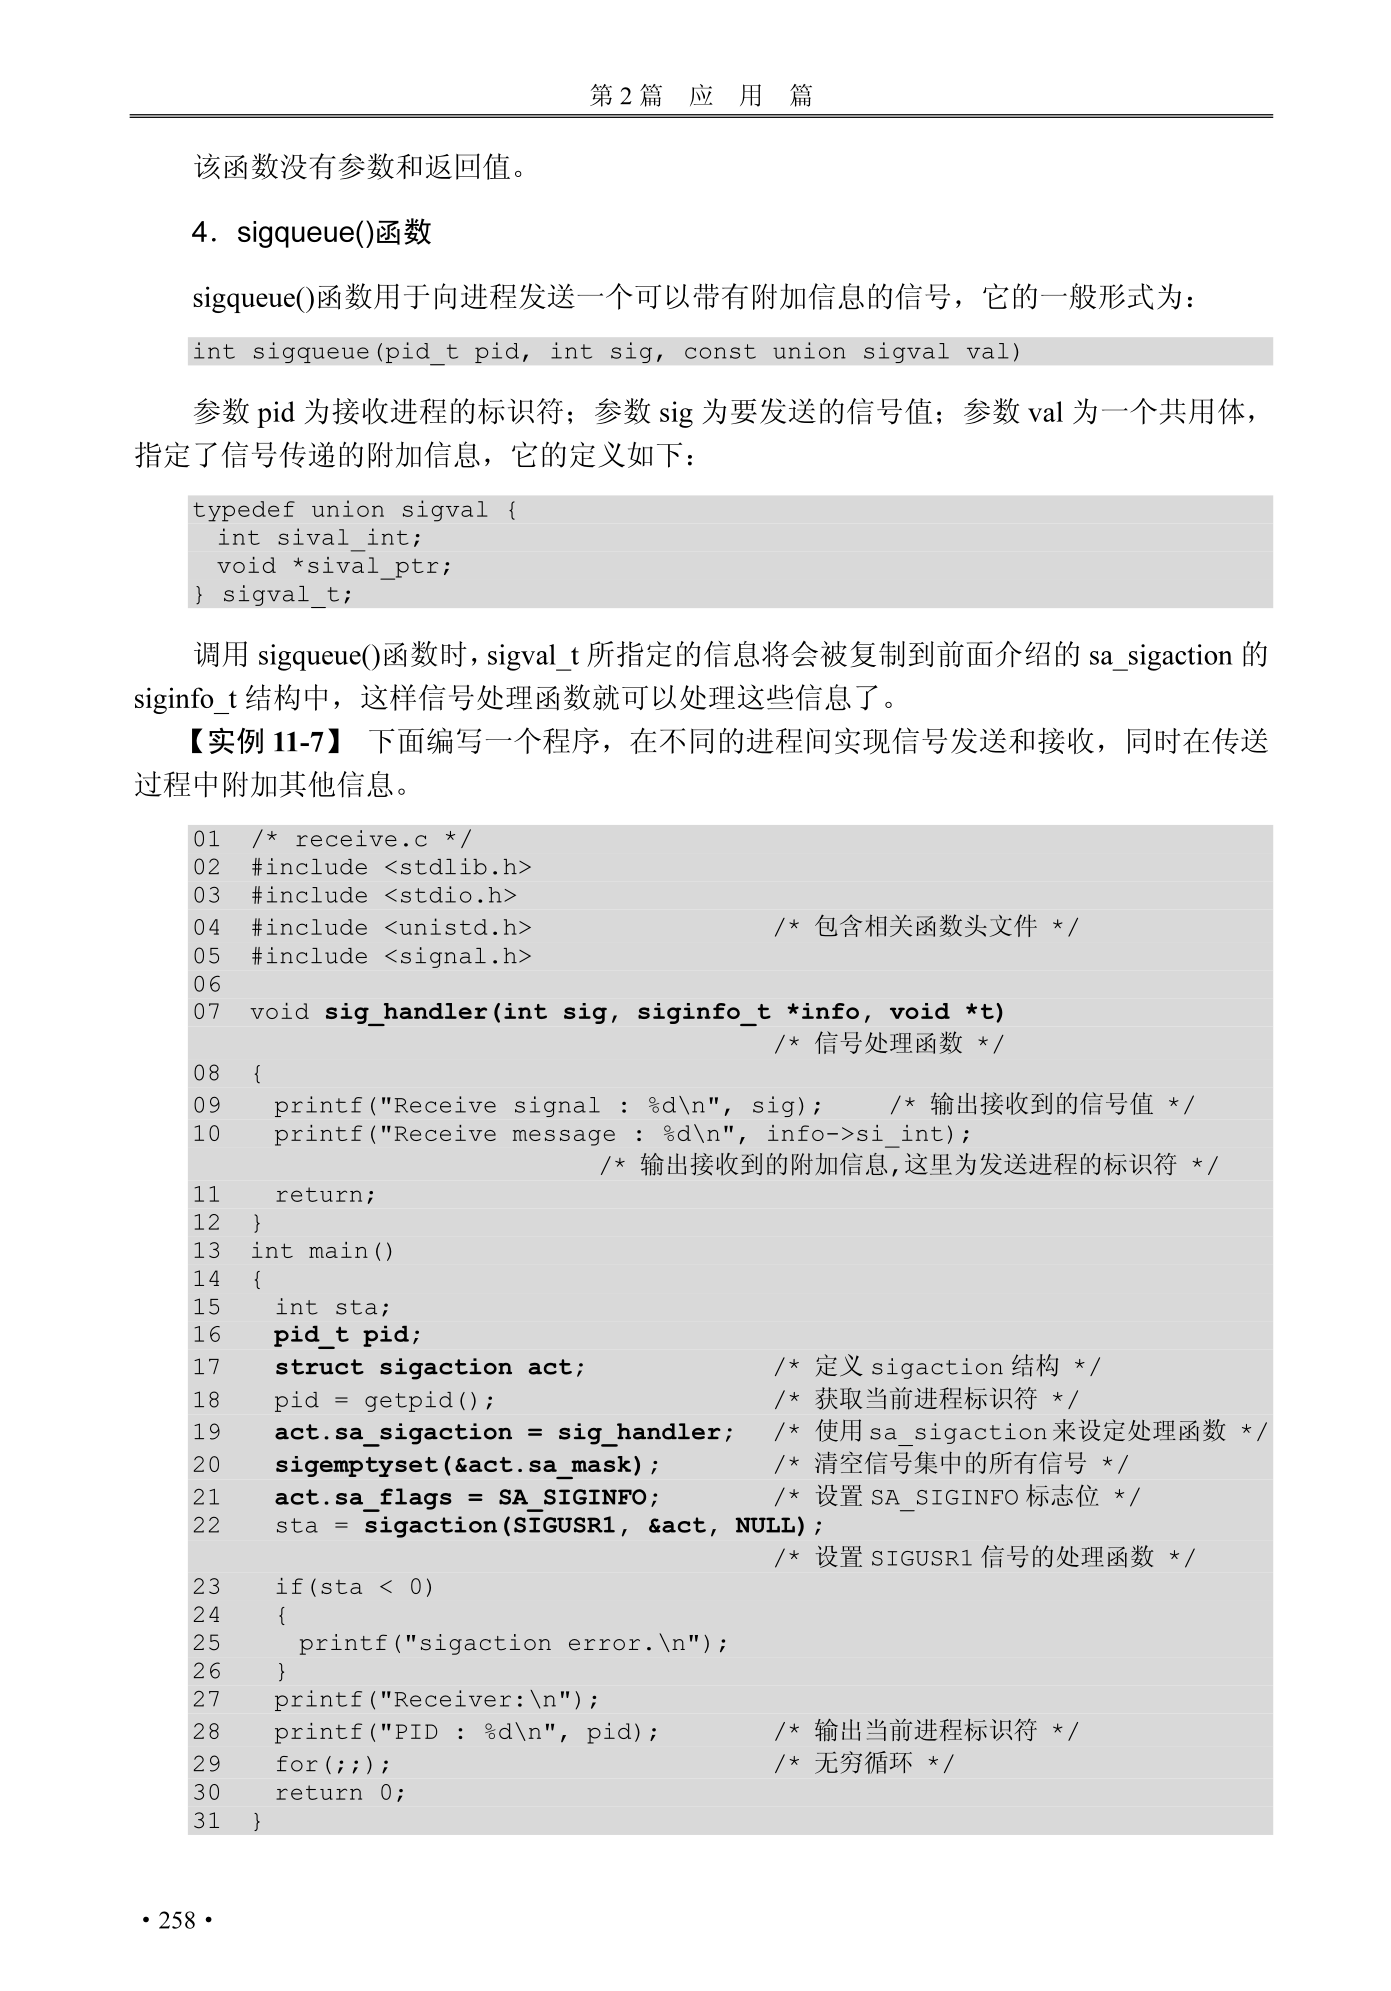 第 2 篇　应　用　篇
该函数没有参数和返回值。
4．sigqueue()函数
sigqueue()函数用于向进程发送一个可以带有附加信息的信号，它的一般形式为：
int sigqueue(pid_t pid, int sig, const union sigval val)
参数 pid 为接收进程的标识符；参数 sig 为要发送的信号值；参数 val 为一个共用体，
指定了信号传递的附加信息，它的定义如下：
typedef union sigval {
  int sival_int;
  void *sival_ptr;
} sigval_t;
调用 sigqueue()函数时，sigval_t 所指定的信息将会被复制到前面介绍的 sa_sigaction 的
siginfo_t 结构中，这样信号处理函数就可以处理这些信息了。
【实例 11-7】 下面编写一个程序，在不同的进程间实现信号发送和接收，同时在传送
过程中附加其他信息。
01  /* receive.c */
02  #include <stdlib.h>
03  #include <stdio.h>
04  #include <unistd.h>                /* 包含相关函数头文件 */
05  #include <signal.h>
06
07  void sig_handler(int sig, siginfo_t *info, void *t)
                                       /* 信号处理函数 */
08  {
09    printf("Receive signal : %d\n", sig);    /* 输出接收到的信号值 */
10    printf("Receive message : %d\n", info->si_int);
                           /* 输出接收到的附加信息,这里为发送进程的标识符 */
11    return;
12  }
13  int main()
14  {
15    int sta;
16    pid_t pid;
17    struct sigaction act;            /* 定义 sigaction 结构 */
18    pid = getpid();                  /* 获取当前进程标识符 */
19    act.sa_sigaction = sig_handler;  /* 使用 sa_sigaction 来设定处理函数 */
20    sigemptyset(&act.sa_mask);       /* 清空信号集中的所有信号 */
21    act.sa_flags = SA_SIGINFO;       /* 设置 SA_SIGINFO 标志位 */
22    sta = sigaction(SIGUSR1, &act, NULL);
                                       /* 设置 SIGUSR1 信号的处理函数 */
23    if(sta < 0)
24    {
25      printf("sigaction error.\n");
26    }
27    printf("Receiver:\n");
28    printf("PID : %d\n", pid);       /* 输出当前进程标识符 */
29    for(;;);                         /* 无穷循环 */
30    return 0;
31  }
· 258 ·